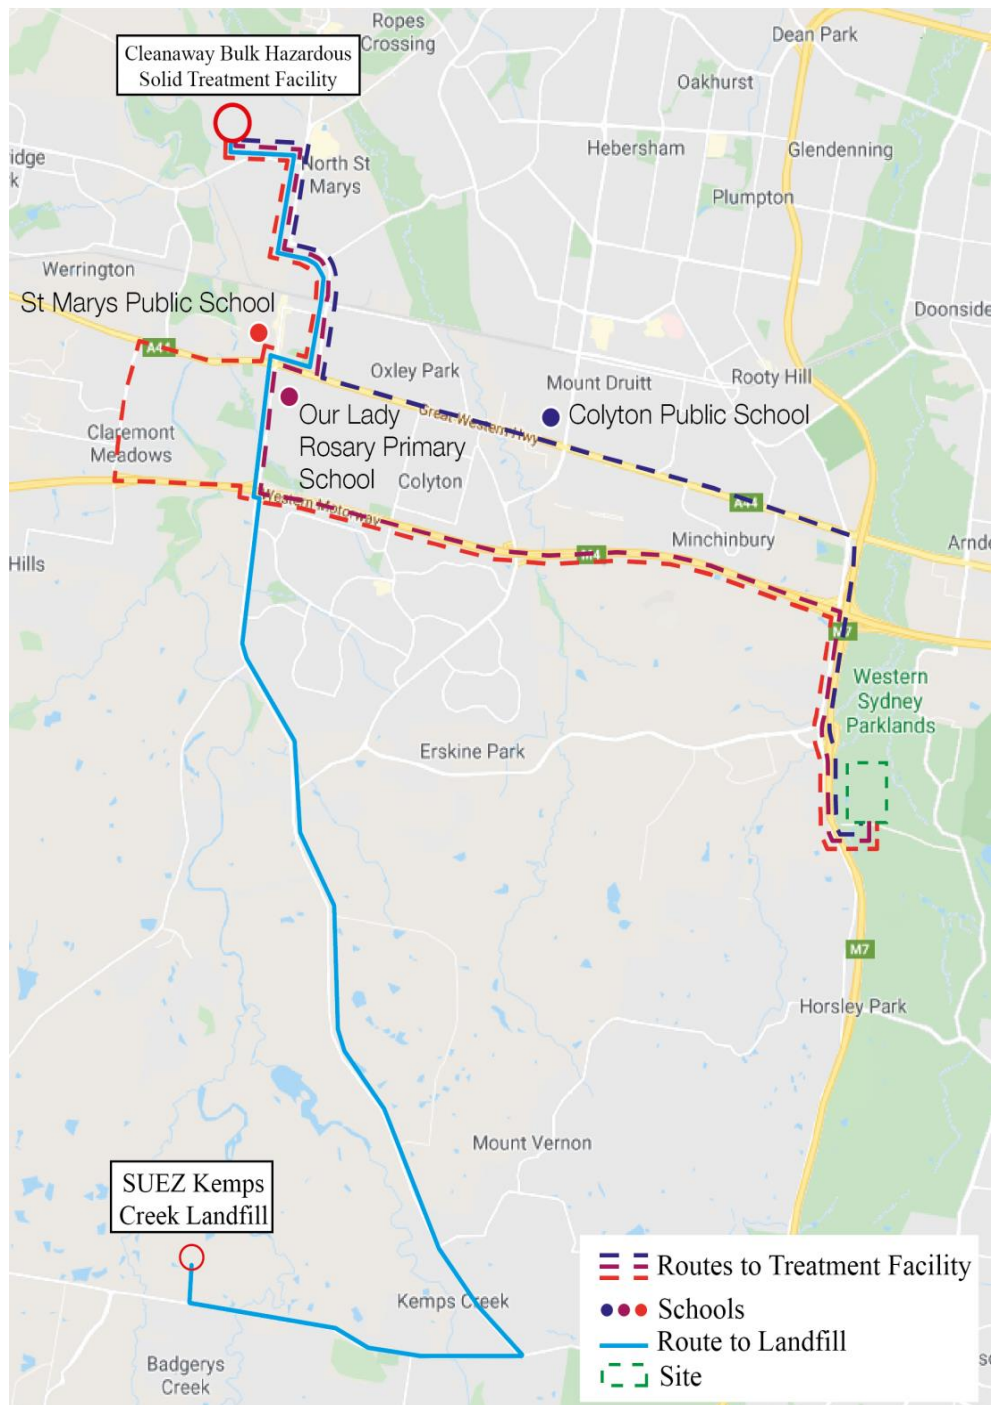 Ropes
Crossing
Dean Park
Cleanaway Bulk Hazardous
Solid Treatment Facility
Oakhurst
Hebersham
Glendenning
idge
k
North St
Marys
Plumpton
Werrington
St Marys Public School
Doonside
A44
Oxley Park
Mount Druitt
Rooty Hill
Our Lady
Rosary Primary
School
Great Western Hwy
Colyton Public School
Claremont
Meadows
Colyton
Western Motorway
A44
Minchinbury
Arnd
Hills
M4
M7
Western
Sydney
Parklands
Erskine Park
M7
Horsley Park
Mount Vernon
SUEZ Kemps
Creek Landfill
Kemps Creek
Badgerys
Creek
Routes to Treatment Facility
Schools
Route to Landfill
Site